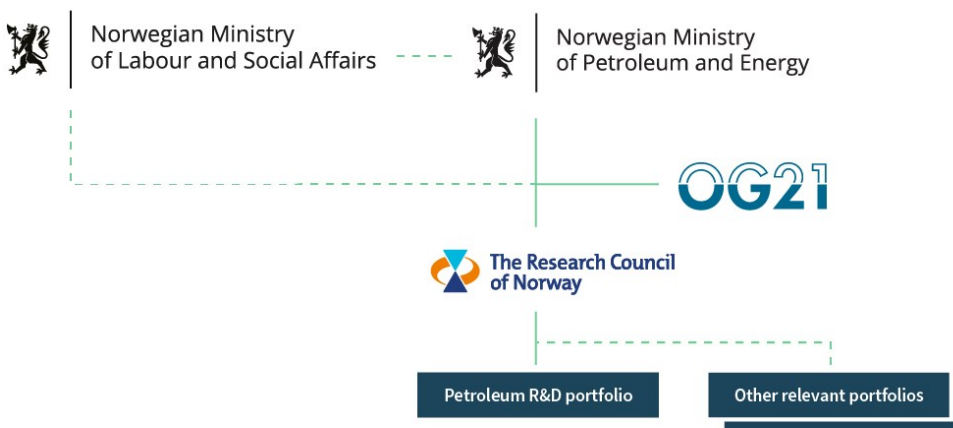 Norwegian Ministry
of Labour and Social Affairs
Norwegian Ministry
of Petroleum and Energy
OG21
The Research Council
of Norway
Petroleum R&D portfolio
Other relevant portfolios